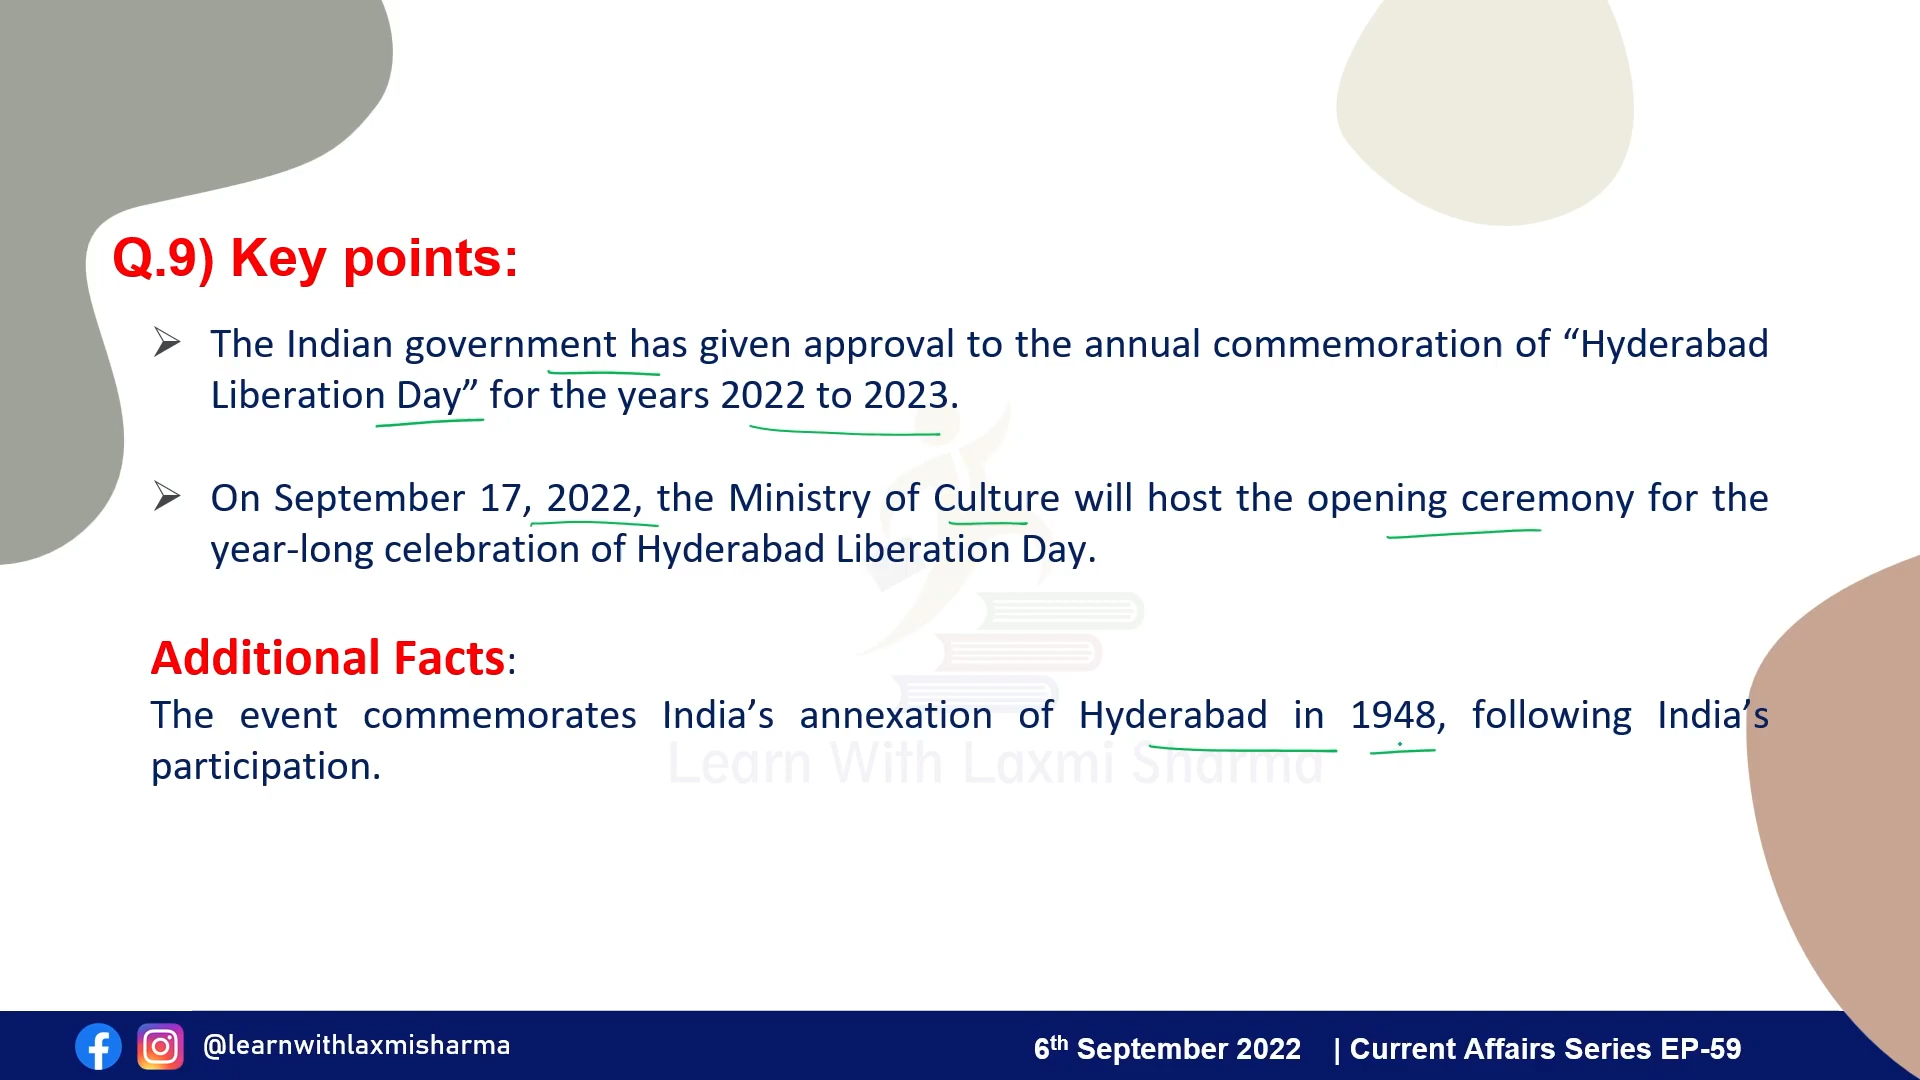 Q.9) Key points:
➢ The Indian government has given approval to the annual commemoration of “Hyderabad
Liberation Day” for the years 2022 to 2023.
➢ On September 17, 2022, the Ministry of Culture will host the opening ceremony for the
year-long celebration of Hyderabad Liberation Day.
Additional Facts:
The event commemorates India’s annexation of Hyderabad in 1948, following India’s
participation.
Learn With Laxmi Sharma
@learnwithlaxmisharma
6th September 2022 | Current Affairs Series EP-59